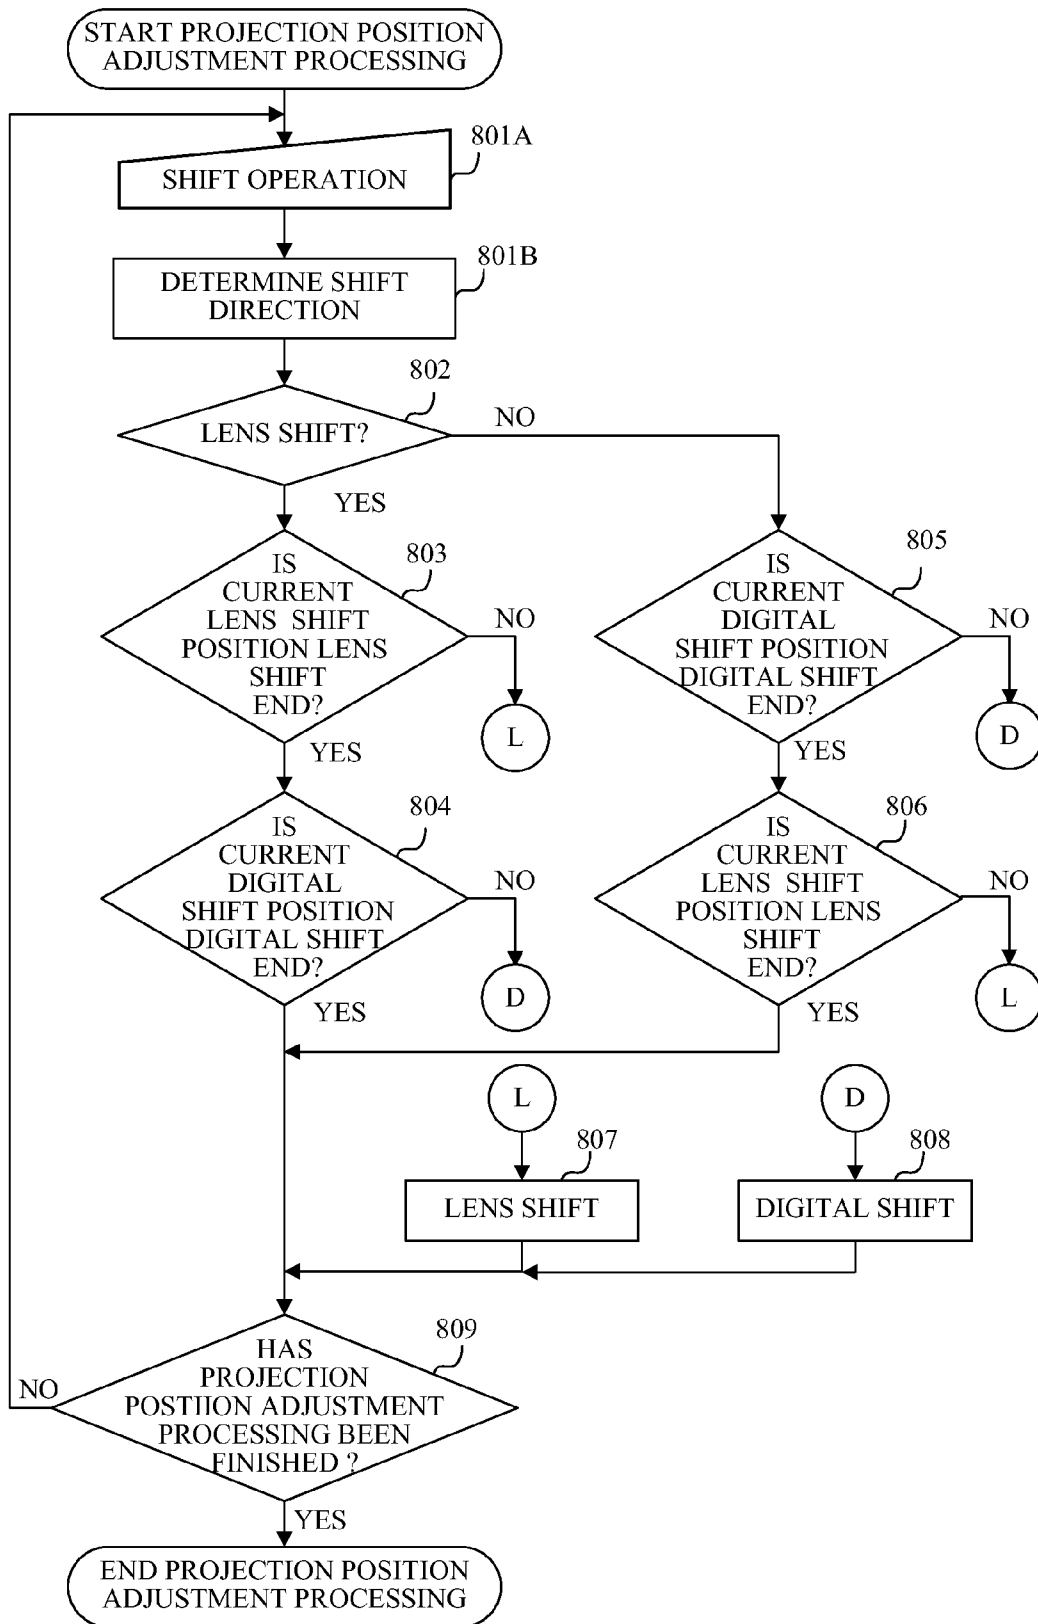 START PROJECTION POSITION
ADJUSTMENT PROCESSING
801A
SHIFT OPERATION
801B
DETERMINE SHIFT
DIRECTION
802
LENS SHIFT?
NO
YES
803
IS
CURRENT
LENS SHIFT
POSITION LENS
SHIFT
END?
NO
L
YES
805
IS
CURRENT
DIGITAL
SHIFT POSITION
DIGITAL SHIFT
END?
NO
D
YES
804
IS
CURRENT
DIGITAL
SHIFT POSITION
DIGITAL SHIFT
END?
NO
D
YES
806
IS
CURRENT
LENS SHIFT
POSITION LENS
SHIFT
END?
NO
L
YES
L
807
LENS SHIFT
D
808
DIGITAL SHIFT
809
HAS
PROJECTION
POSTIION ADJUSTMENT
PROCESSING BEEN
FINISHED ?
NO
YES
END PROJECTION POSITION
ADJUSTMENT PROCESSING